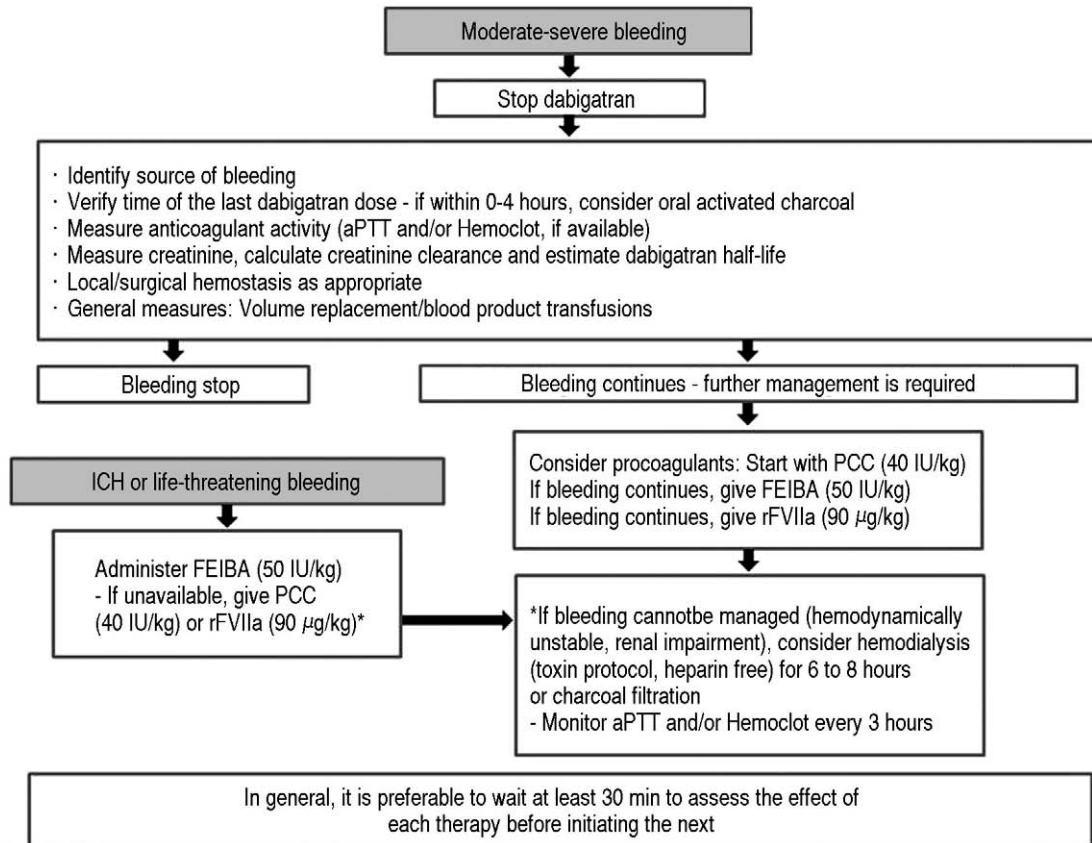 Moderate-severe bleeding
Stop dabigatran
· Identify source of bleeding
· Verify time of the last dabigatran dose - if within 0-4 hours, consider oral activated charcoal
· Measure anticoagulant activity (aPTT and/or Hemoclot, if available)
· Measure creatinine, calculate creatinine clearance and estimate dabigatran half-life
· Local/surgical hemostasis as appropriate
· General measures: Volume replacement/blood product transfusions
Bleeding stop
Bleeding continues - further management is required
Consider procoagulants: Start with PCC (40 IU/kg)
If bleeding continues, give FEIBA (50 IU/kg)
If bleeding continues, give rFVIIa (90 μg/kg)
ICH or life-threatening bleeding
Administer FEIBA (50 IU/kg)
- If unavailable, give PCC
(40 IU/kg) or rFVIIa (90 μg/kg)*
*If bleeding cannotbe managed (hemodynamically
unstable, renal impairment), consider hemodialysis
(toxin protocol, heparin free) for 6 to 8 hours
or charcoal filtration
- Monitor aPTT and/or Hemoclot every 3 hours
In general, it is preferable to wait at least 30 min to assess the effect of
each therapy before initiating the next